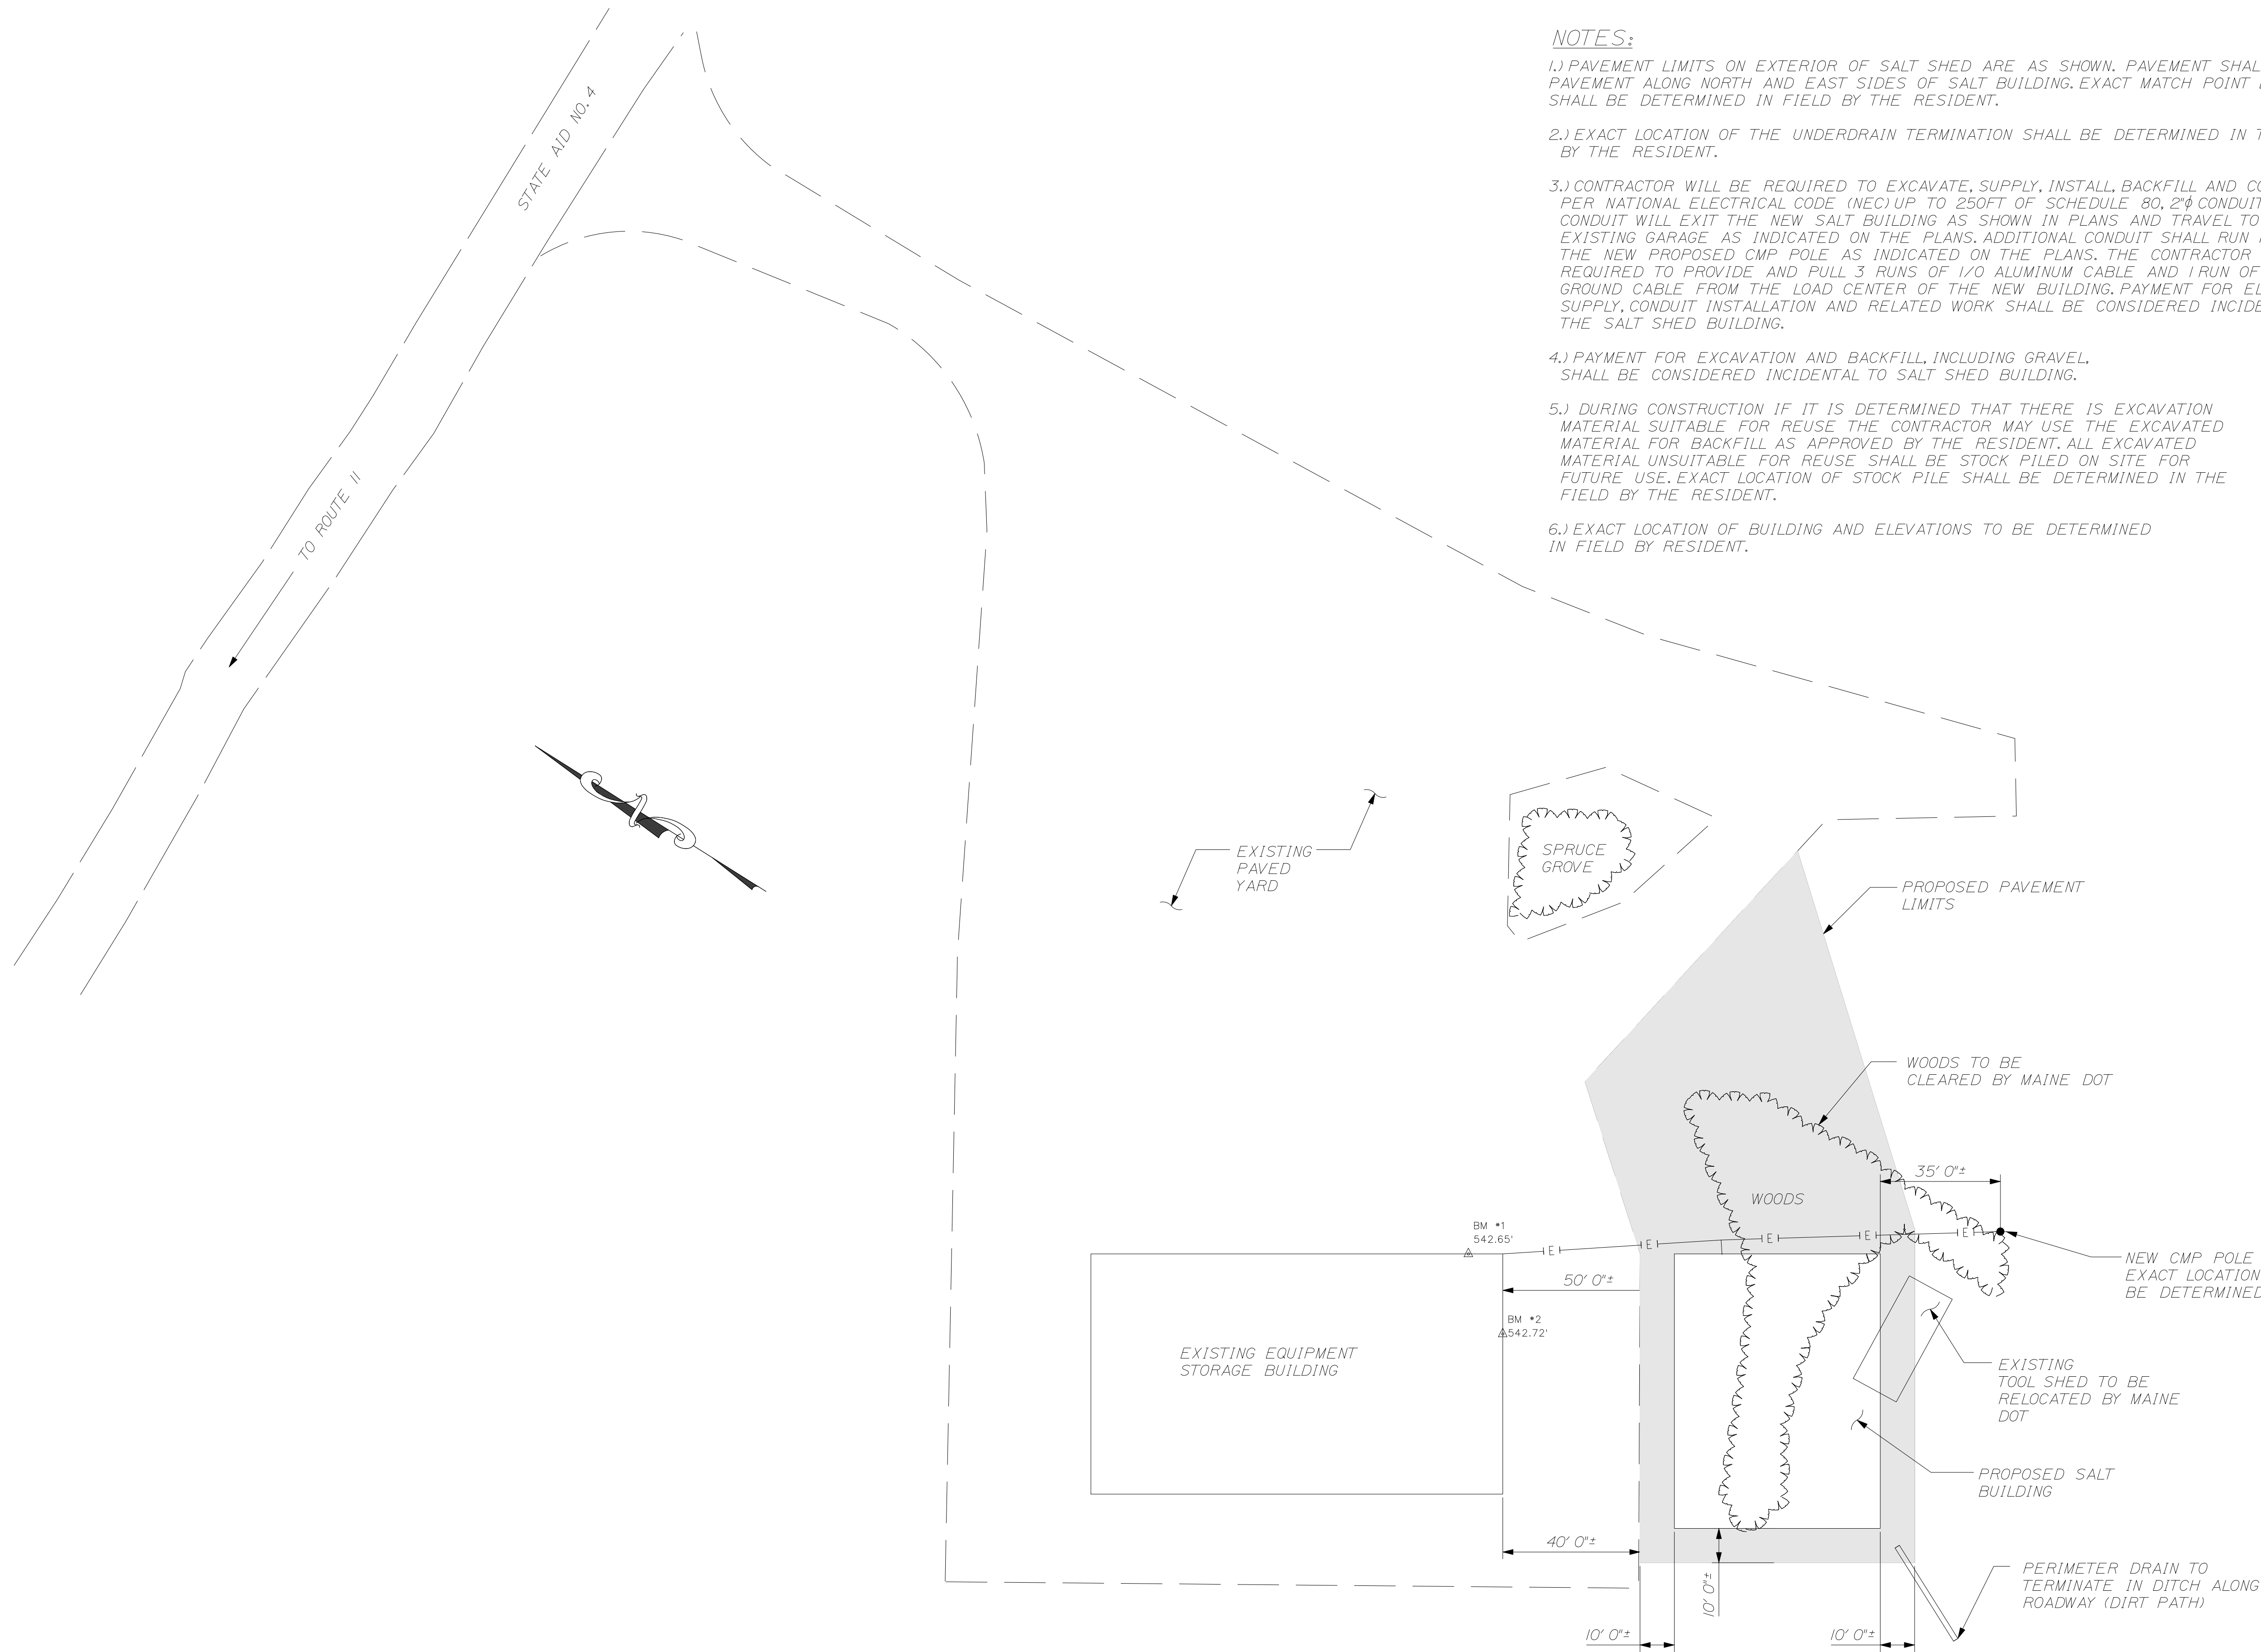 NOTES:
1.) PAVEMENT LIMITS ON EXTERIOR OF SALT SHED ARE AS SHOWN. PAVEMENT
PAVEMENT ALONG NORTH AND EAST SIDES OF SALT BUILDING. EXACT MATCH POINT
SHALL BE DETERMINED IN FIELD BY THE RESIDENT.
2.) EXACT LOCATION OF THE UNDERDRAIN TERMINATION SHALL BE DETERMINED IN
BY THE RESIDENT.
3.) CONTRACTOR WILL BE REQUIRED TO EXCAVATE, SUPPLY, INSTALL, BACKFILL AND
PER NATIONAL ELECTRICAL CODE (NEC) UP TO 250FT OF SCHEDULE 80, 2"φ CONDUIT
CONDUIT WILL EXIT THE NEW SALT BUILDING AS SHOWN IN PLANS AND TRAVEL TO
EXISTING GARAGE AS INDICATED ON THE PLANS. ADDITIONAL CONDUIT SHALL RUN
THE NEW PROPOSED CMP POLE AS INDICATED ON THE PLANS. THE CONTRACTOR
REQUIRED TO PROVIDE AND PULL 3 RUNS OF 1/0 ALUMINUM CABLE AND 1 RUN OF
GROUND CABLE FROM THE LOAD CENTER OF THE NEW BUILDING. PAYMENT FOR
SUPPLY, CONDUIT INSTALLATION AND RELATED WORK SHALL BE CONSIDERED
THE SALT SHED BUILDING.
4.) PAYMENT FOR EXCAVATION AND BACKFILL, INCLUDING GRAVEL,
SHALL BE CONSIDERED INCIDENTAL TO SALT SHED BUILDING.
5.) DURING CONSTRUCTION IF IT IS DETERMINED THAT THERE IS EXCAVATION
MATERIAL SUITABLE FOR REUSE THE CONTRACTOR MAY USE THE EXCAVATED
MATERIAL FOR BACKFILL AS APPROVED BY THE RESIDENT. ALL EXCAVATED
MATERIAL UNSUITABLE FOR REUSE SHALL BE STOCK PILED ON SITE FOR
FUTURE USE. EXACT LOCATION OF STOCK PILE SHALL BE DETERMINED IN THE
FIELD BY THE RESIDENT.
6.) EXACT LOCATION OF BUILDING AND ELEVATIONS TO BE DETERMINED
IN FIELD BY RESIDENT.
STATE AID NO. 4
TO ROUTE 11
EXISTING
PAVED
YARD
SPRUCE
GROVE
PROPOSED PAVEMENT
LIMITS
WOODS TO BE
CLEARED BY MAINE DOT
35' 0"±
WOODS
BM *1
542.65'
E
E
E
E
E
NEW CMP POLE
EXACT LOCATION
BE DETERMINED
50' 0"±
BM *2
542.72'
EXISTING EQUIPMENT
STORAGE BUILDING
EXISTING
TOOL SHED TO BE
RELOCATED BY MAINE
DOT
PROPOSED SALT
BUILDING
40' 0"±
10' 0"±
PERIMETER DRAIN TO
TERMINATE IN DITCH ALONG
ROADWAY (DIRT PATH)
10' 0"±
10' 0"±